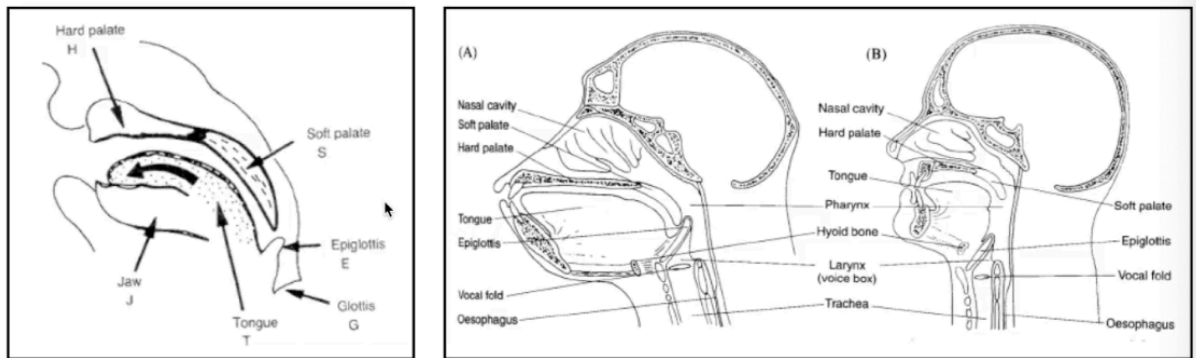 Hard palate
H
Soft palate
S
Epiglottis
E
Jaw
J
Tongue
T
Glottis
G
(A)
Nasal cavity
Soft palate
Hard palate
Tongue
Epiglottis
Vocal fold
Oesophagus
Pharynx
Hyoid bone
Larynx
(voice box)
Trachea
(B)
Nasal cavity
Hard palate
Tongue
Soft palate
Epiglottis
Vocal fold
Oesophagus